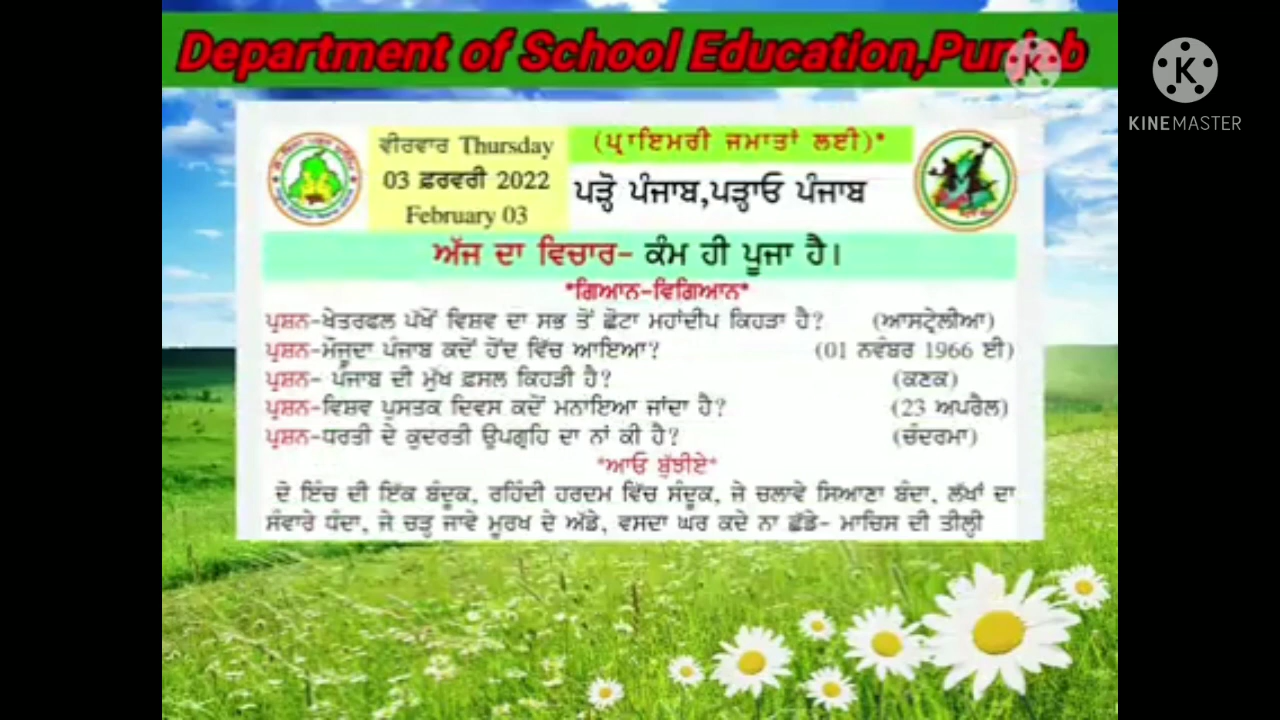 Department of School Education,Punjab
KINEMASTER
ਵੀਰਵਾਰ Thursday
03 ਫ਼ਰਵਰੀ 2022
February 03
(ਪ੍ਰਾਇਮਰੀ ਜਮਾਤਾਂ ਲਈ)*
ਪੜ੍ਹੋ ਪੰਜਾਬ,ਪੜ੍ਹਾਓ ਪੰਜਾਬ
ਅੱਜ ਦਾ ਵਿਚਾਰ- ਕੰਮ ਹੀ ਪੂਜਾ ਹੈ।
*ਗਿਆਨ-ਵਿਗਿਆਨ*
ਪ੍ਰਸ਼ਨ-ਖੇਤਰਫਲ ਪੱਖੋਂ ਵਿਸ਼ਵ ਦਾ ਸਭ ਤੋਂ ਛੋਟਾ ਮਹਾਂਦੀਪ ਕਿਹੜਾ ਹੈ? (ਆਸਟ੍ਰੇਲੀਆ)
ਪ੍ਰਸ਼ਨ-ਮੌਜੂਦਾ ਪੰਜਾਬ ਕਦੋਂ ਹੋਂਦ ਵਿੱਚ ਆਇਆ? (01 ਨਵੰਬਰ 1966 ਈ)
ਪ੍ਰਸ਼ਨ- ਪੰਜਾਬ ਦੀ ਮੁੱਖ ਫ਼ਸਲ ਕਿਹੜੀ ਹੈ? (ਕਣਕ)
ਪ੍ਰਸ਼ਨ-ਵਿਸ਼ਵ ਪੁਸਤਕ ਦਿਵਸ ਕਦੋਂ ਮਨਾਇਆ ਜਾਂਦਾ ਹੈ? (23 ਅਪਰੈਲ)
ਪ੍ਰਸ਼ਨ-ਧਰਤੀ ਦੇ ਕੁਦਰਤੀ ਉਪਗ੍ਰਹਿ ਦਾ ਨਾਂ ਕੀ ਹੈ? (ਚੰਦਰਮਾ)
*ਆਓ ਬੁੱਝੀਏ*
ਦੋ ਇੰਚ ਦੀ ਇੱਕ ਬੰਦੂਕ, ਰਹਿੰਦੀ ਹਰਦਮ ਵਿੱਚ ਸੰਦੂਕ, ਜੇ ਚਲਾਵੇ ਸਿਆਣਾ ਬੰਦਾ, ਲੱਖਾਂ ਦਾ
ਸੰਵਾਰੇ ਧੰਦਾ, ਜੇ ਚੜ੍ਹ ਜਾਵੇ ਮੂਰਖ ਦੇ ਅੱਡੇ, ਵਸਦਾ ਘਰ ਕਦੇ ਨਾ ਛੱਡੇ- ਮਾਚਿਸ ਦੀ ਤੀਲ੍ਹੀ